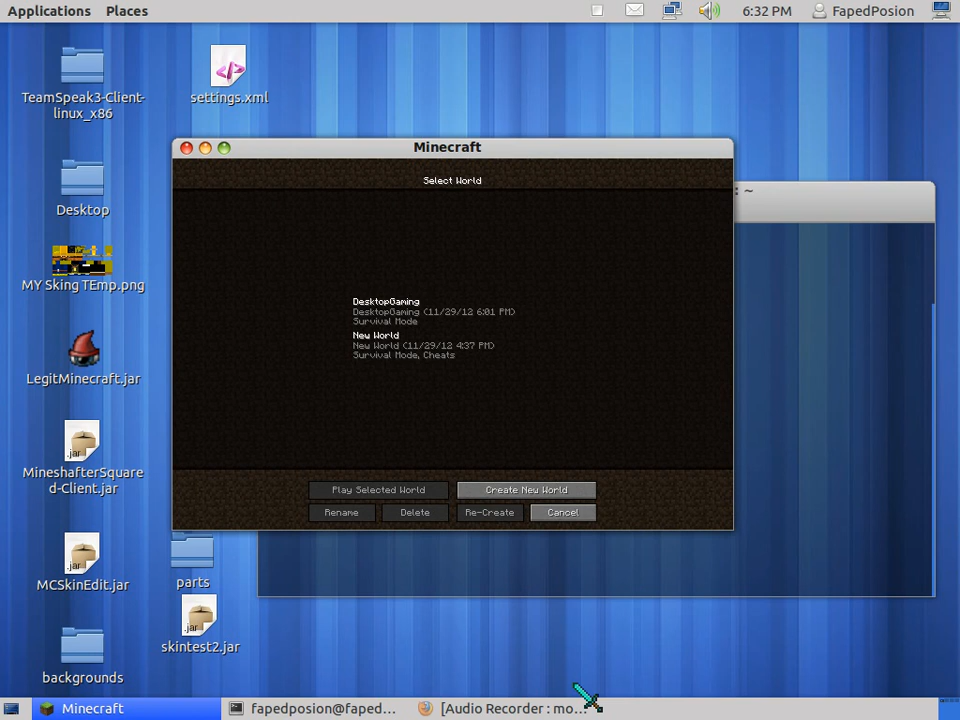 Applications Places
6:32 PM FapedPosion
TeamSpeak3-Client-
linux_x86
settings.xml
Desktop
MY Sking TEmp.png
LegitMinecraft.jar
.jar
MineshafterSquare
d-Client.jar
.jar
MCSkinEdit.jar
parts
.jar
skintest2.jar
backgrounds
Minecraft
: ~
Select World
DesktopGaming
DesktopGaming (11/29/12 6:01 PM)
Survival Mode
New World
New World (11/29/12 4:37 PM)
Survival Mode, Cheats
Play Selected World Create New World
Rename Delete Re-Create Cancel
Minecraft fapedposion@faped... [Audio Recorder : mo...